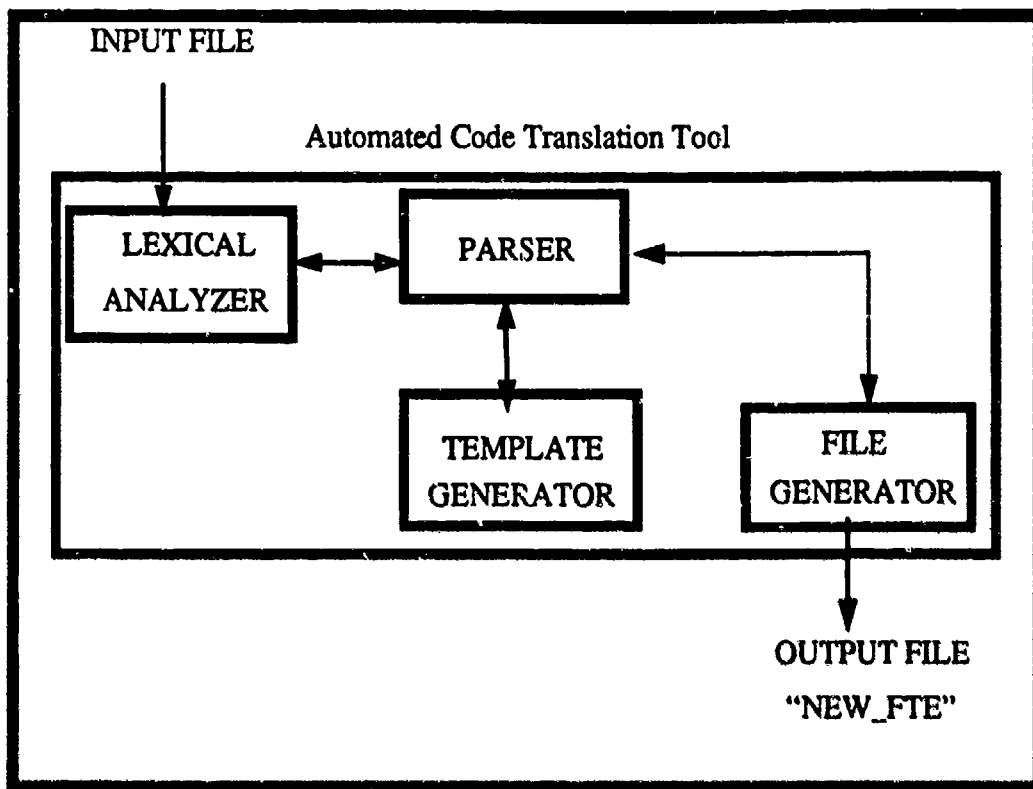 INPUT FILE
Automated Code Translation Tool
LEXICAL
ANALYZER
PARSER
TEMPLATE
GENERATOR
FILE
GENERATOR
OUTPUT FILE
“NEW_FTE”